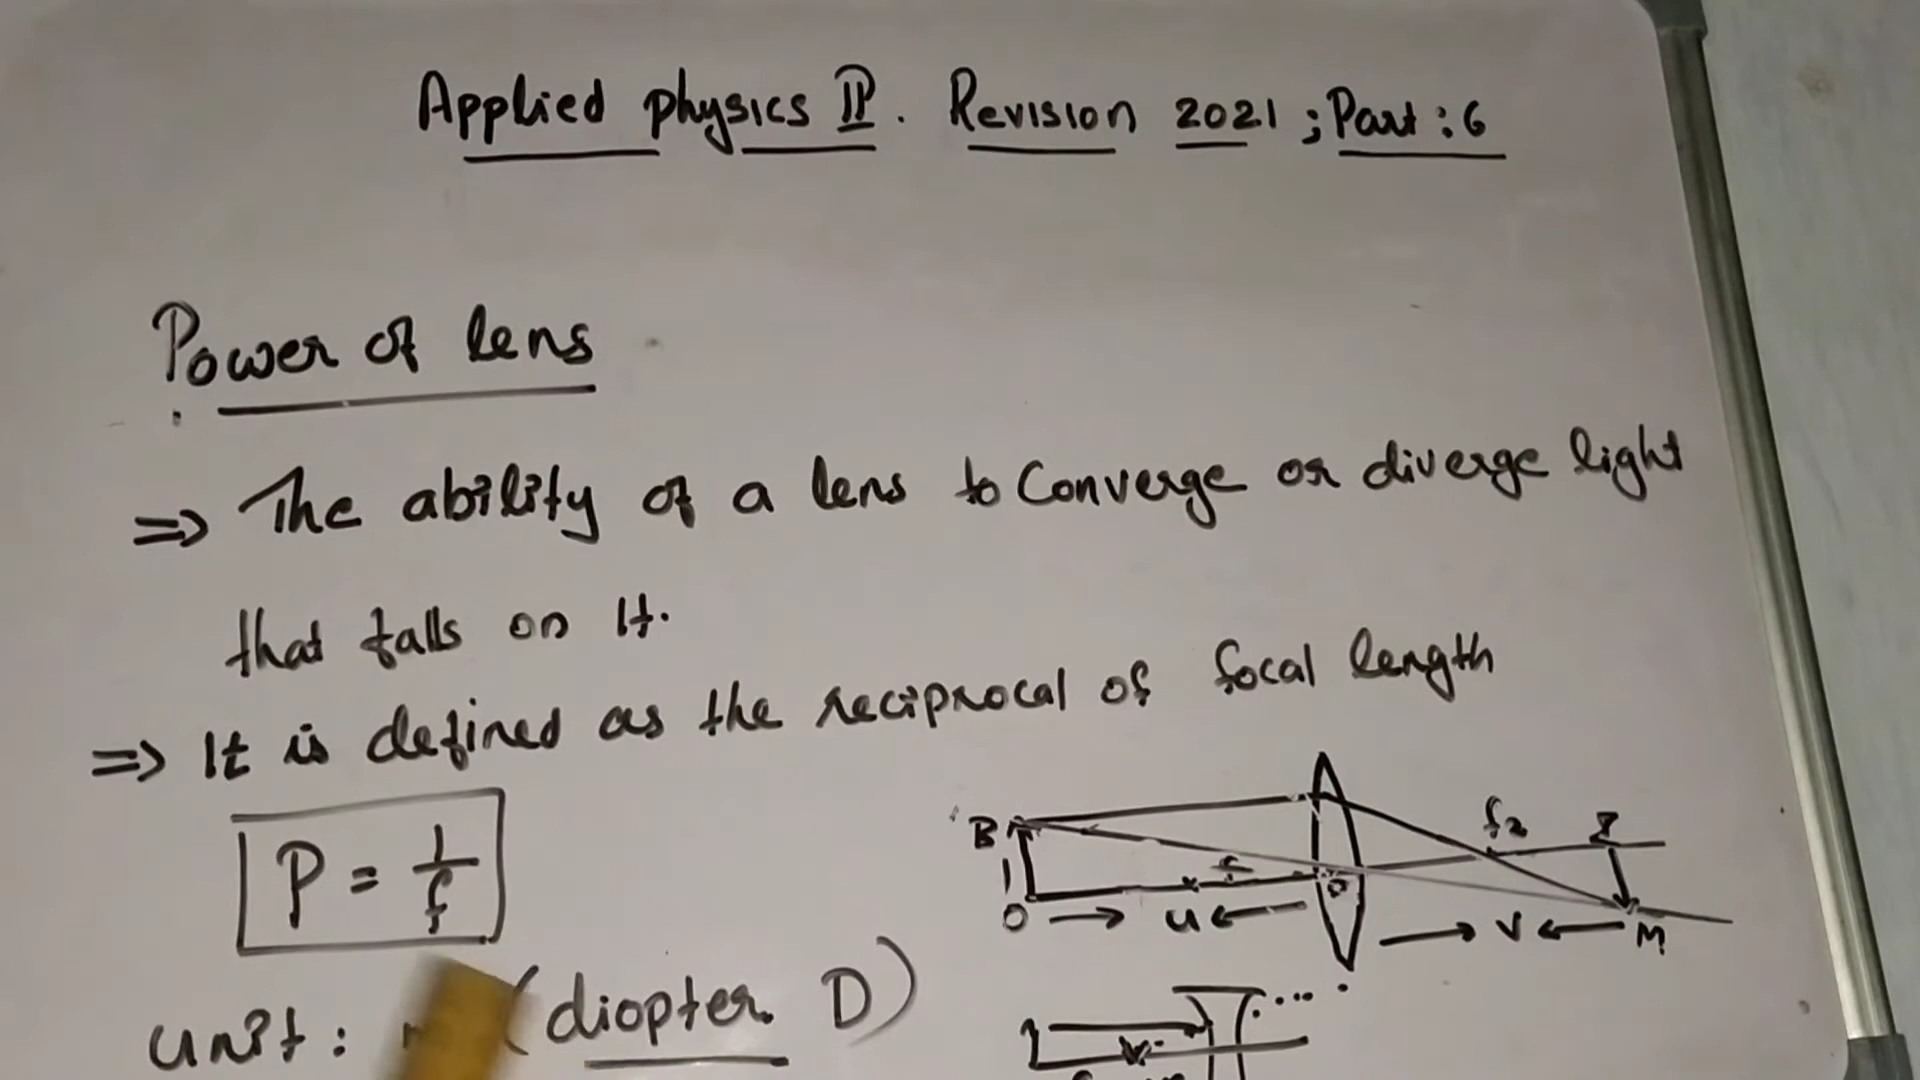 Applied physics II. Revision 2021 ; Part : 6
Power of lens
⇒ The ability of a lens to Converge or diverge light
that falls on It.
⇒ It is defined as the reciprocal of focal length
P = 1/f
B
f
f2
I
O
u
O
V
M
unit : (diopter D)